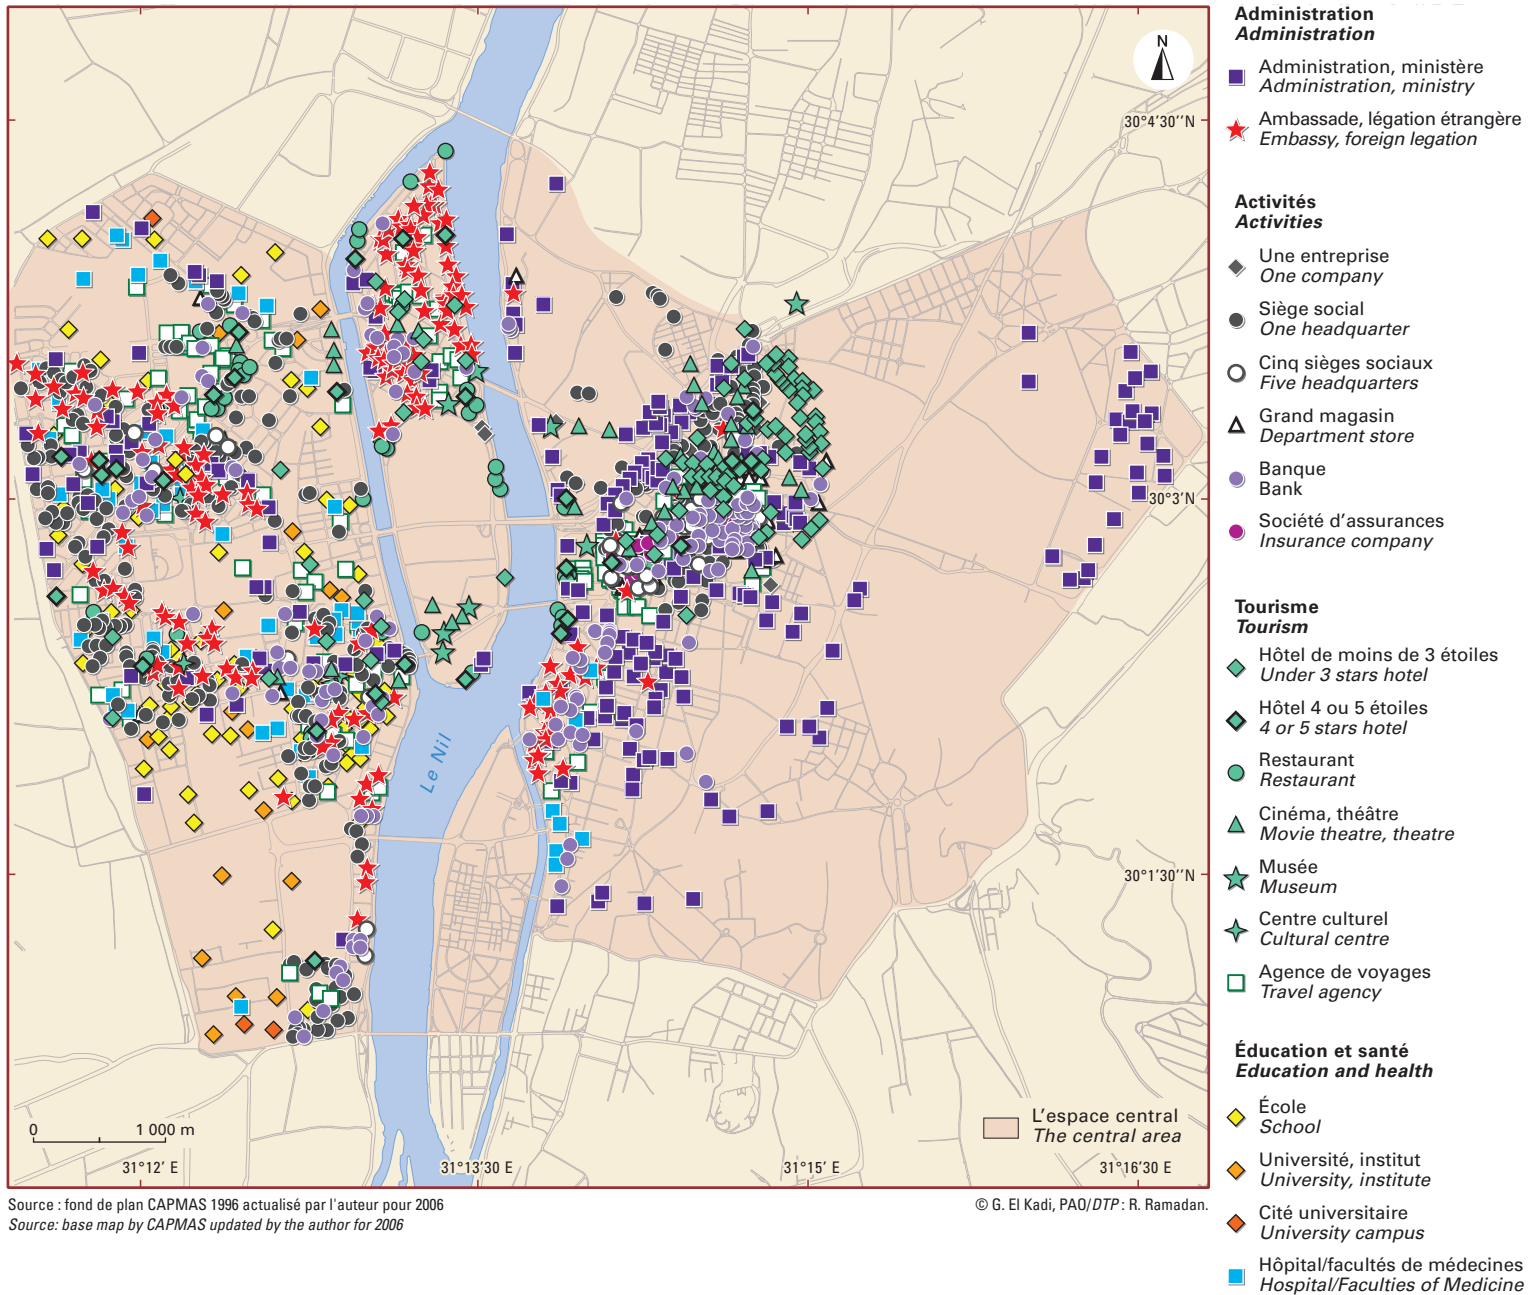 N
30°4'30''N
30°3'N
30°1'30''N
Le Nil
0 1 000 m
31°12' E
31°13'30 E
31°15' E
31°16'30 E
L'espace central
The central area
Source : fond de plan CAPMAS 1996 actualisé par l'auteur pour 2006
Source: base map by CAPMAS updated by the author for 2006
© G. El Kadi, PAO/DTP : R. Ramadan.
Administration
Administration
Administration, ministère
Administration, ministry
Ambassade, légation étrangère
Embassy, foreign legation
Activités
Activities
Une entreprise
One company
Siège social
One headquarter
Cinq sièges sociaux
Five headquarters
Grand magasin
Department store
Banque
Bank
Société d'assurances
Insurance company
Tourisme
Tourism
Hôtel de moins de 3 étoiles
Under 3 stars hotel
Hôtel 4 ou 5 étoiles
4 or 5 stars hotel
Restaurant
Restaurant
Cinéma, théâtre
Movie theatre, theatre
Musée
Museum
Centre culturel
Cultural centre
Agence de voyages
Travel agency
Éducation et santé
Education and health
École
School
Université, institut
University, institute
Cité universitaire
University campus
Hôpital/facultés de médecines
Hospital/Faculties of Medicine